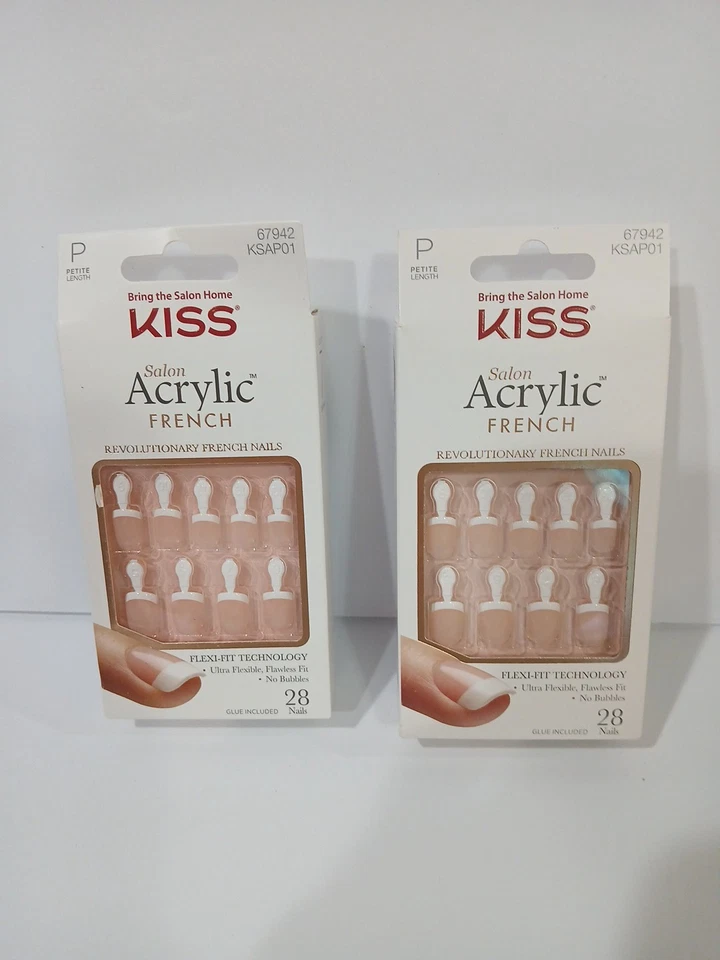 P
PETITE
LENGTH
67942
KSAP01
Bring the Salon Home
KISS®
Salon
Acrylic™
FRENCH
REVOLUTIONARY FRENCH NAILS
FLEXI-FIT TECHNOLOGY
• Ultra Flexible, Flawless Fit
• No Bubbles
GLUE INCLUDED
28
Nails
P
PETITE
LENGTH
67942
KSAP01
Bring the Salon Home
KISS®
Salon
Acrylic™
FRENCH
REVOLUTIONARY FRENCH NAILS
FLEXI-FIT TECHNOLOGY
• Ultra Flexible, Flawless Fit
• No Bubbles
GLUE INCLUDED
28
Nails